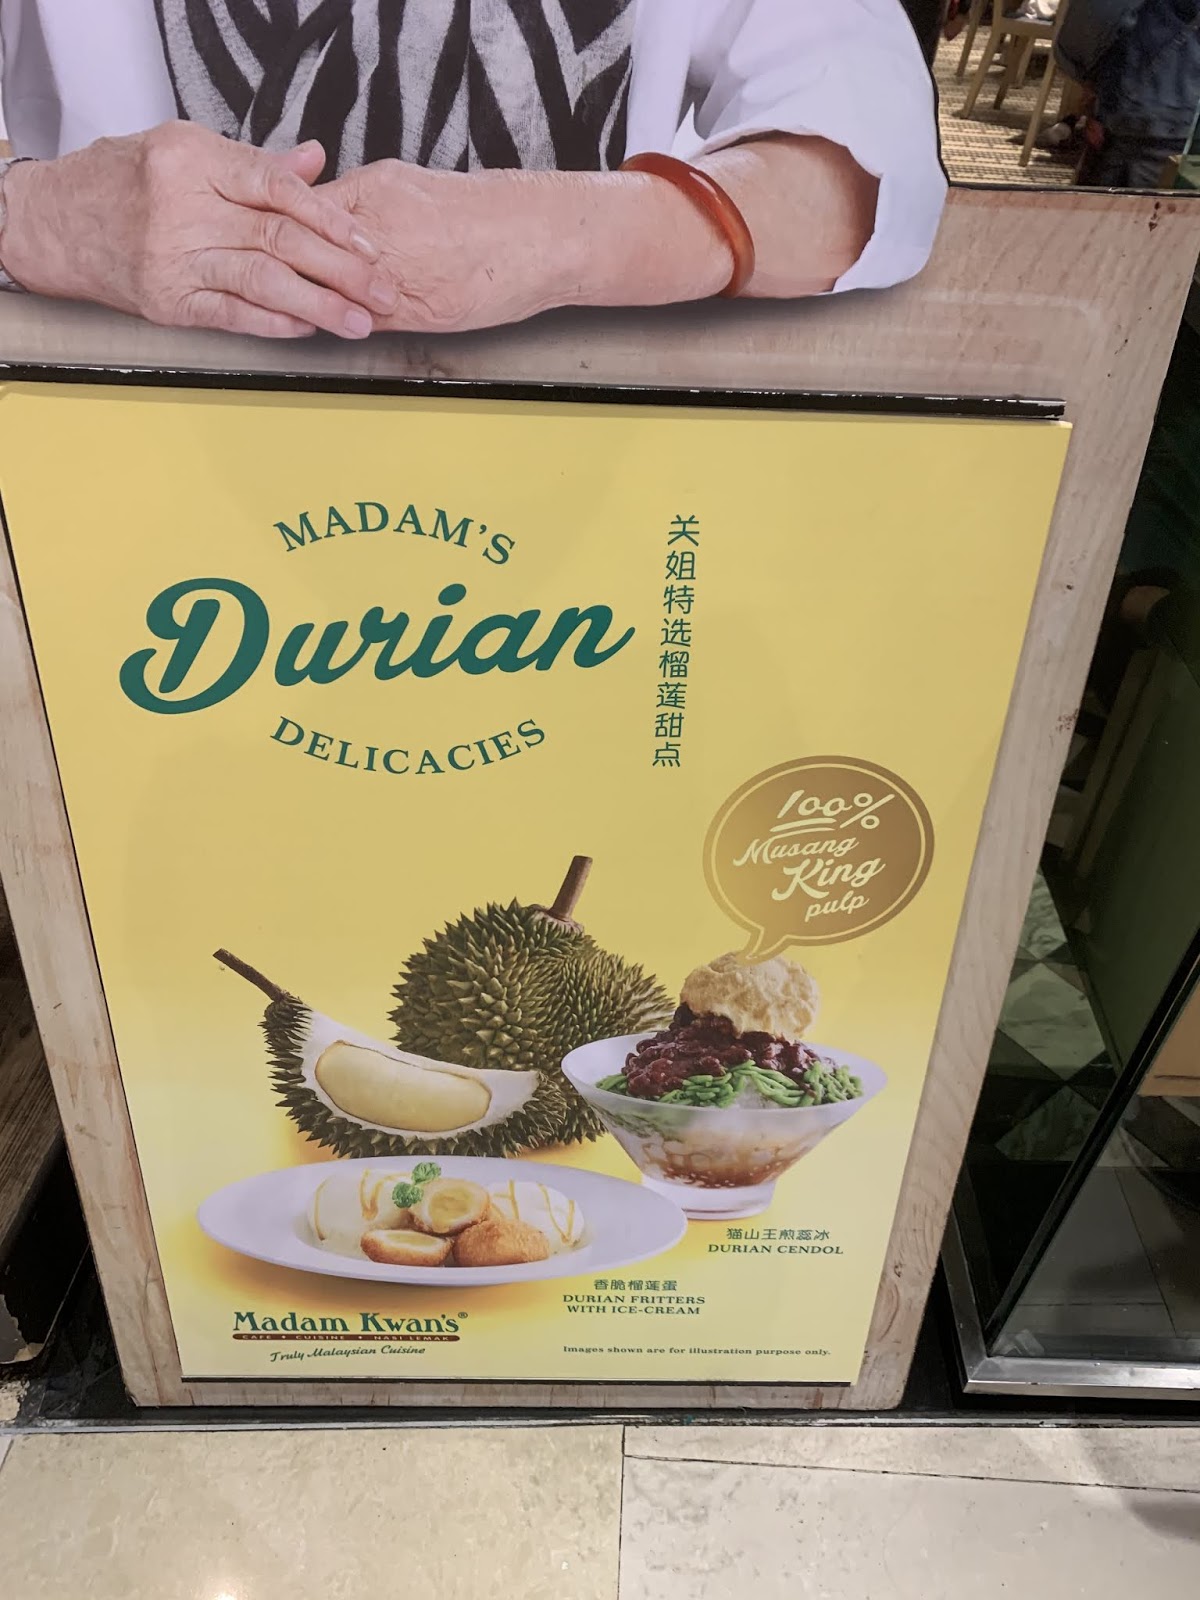 MADAM'S
Durian
DELICACIES
关姐特选榴莲甜点
100%
Musang
King
pulp
猫山王煎蕊冰
DURIAN CENDOL
香脆榴莲蛋
DURIAN FRITTERS
WITH ICE-CREAM
Madam Kwan's®
CAFE • CUISINE • NASI LEMAK
Truly Malaysian Cuisine
Images shown are for illustration purpose only.